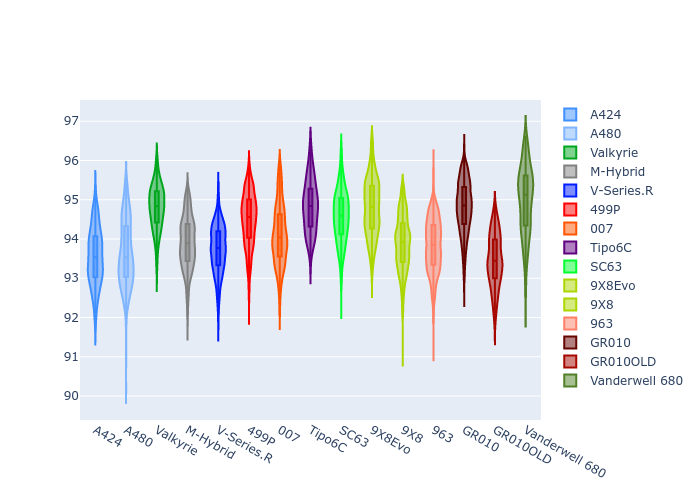 97
96
95
94
93
92
91
90
A424
A480
Valkyrie
M-Hybrid
V-Series.R
499P
007
Tipo6C
SC63
9X8Evo
9X8
963
GR010
GR010OLD
Vanderwell 680
A424
A480
Valkyrie
M-Hybrid
V-Series.R
499P
007
Tipo6C
SC63
9X8Evo
9X8
963
GR010
GR010OLD
Vanderwell 680